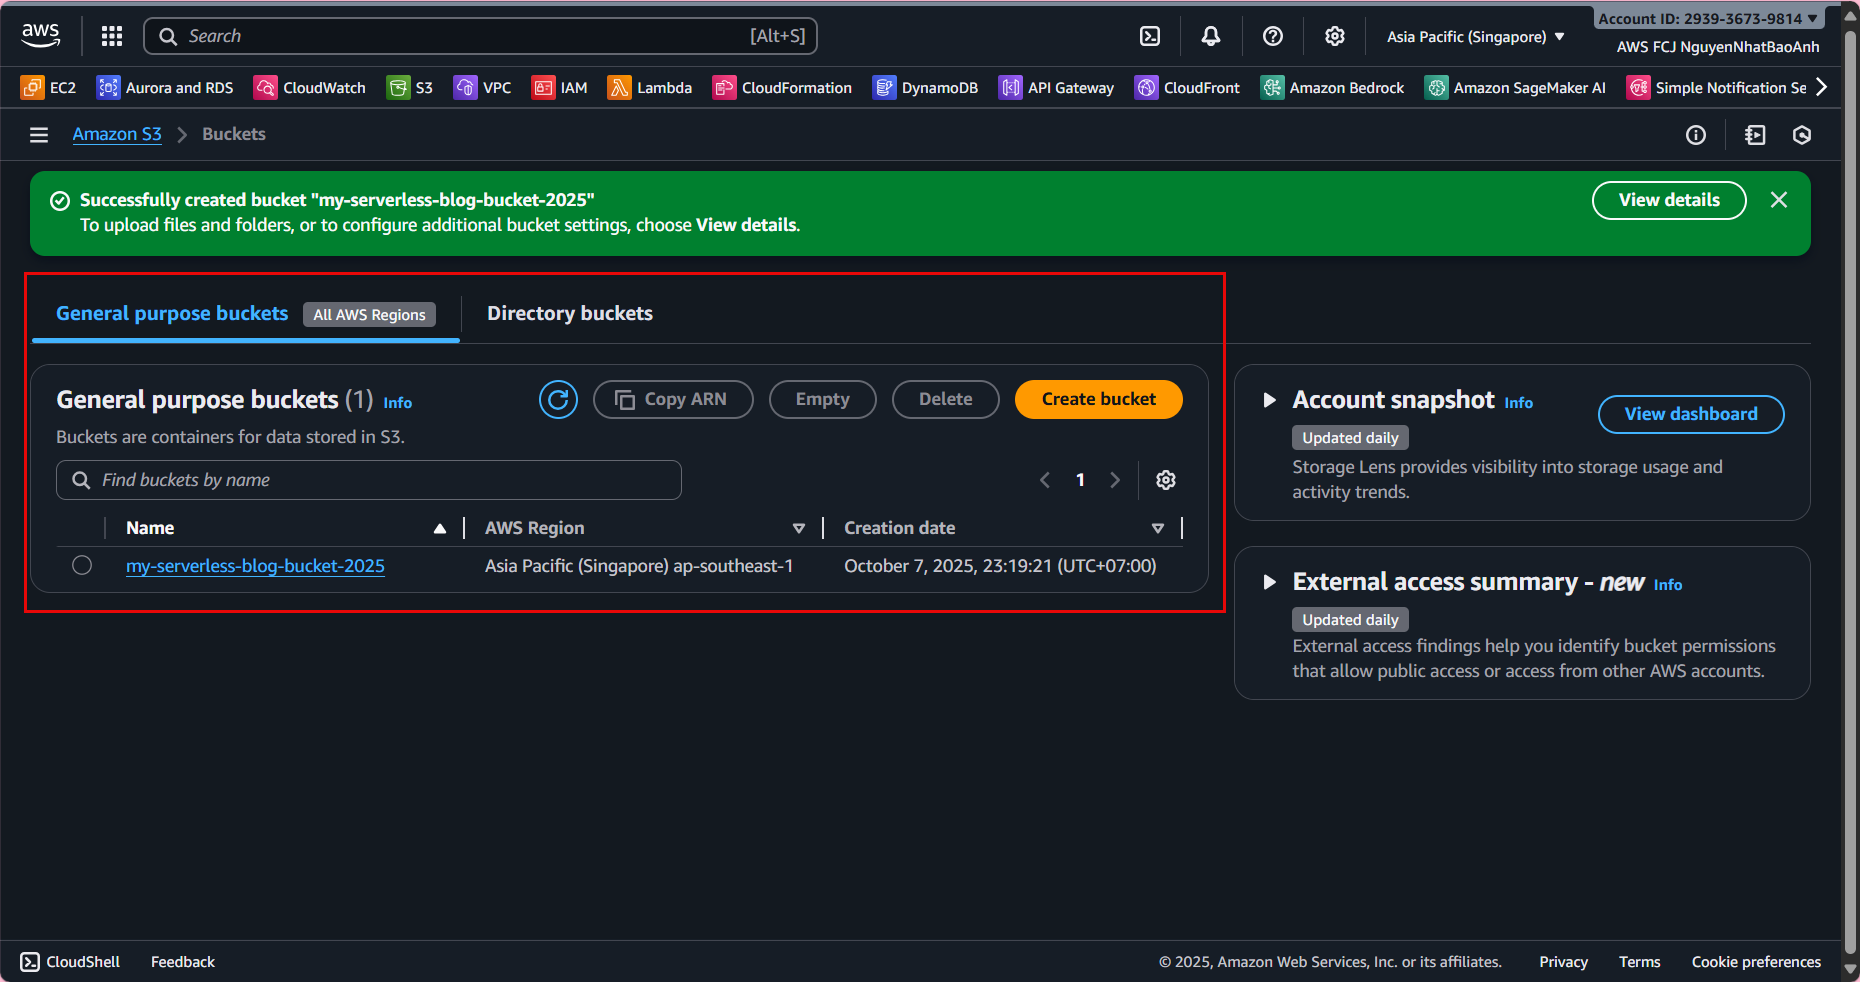 aws
Search
[Alt+S]
Asia Pacific (Singapore)
Account ID: 2939-3673-9814
AWS FCJ NguyenNhatBaoAnh
EC2
Aurora and RDS
CloudWatch
S3
VPC
IAM
Lambda
CloudFormation
DynamoDB
API Gateway
CloudFront
Amazon Bedrock
Amazon SageMaker AI
Simple Notification Se
Amazon S3
Buckets
Successfully created bucket "my-serverless-blog-bucket-2025"
To upload files and folders, or to configure additional bucket settings, choose View details.
View details
General purpose buckets
All AWS Regions
Directory buckets
General purpose buckets (1) Info
Copy ARN
Empty
Delete
Create bucket
Buckets are containers for data stored in S3.
Find buckets by name
1
Name
AWS Region
Creation date
my-serverless-blog-bucket-2025
Asia Pacific (Singapore) ap-southeast-1
October 7, 2025, 23:19:21 (UTC+07:00)
Account snapshot Info
View dashboard
Updated daily
Storage Lens provides visibility into storage usage and
activity trends.
External access summary - new Info
Updated daily
External access findings help you identify bucket permissions
that allow public access or access from other AWS accounts.
CloudShell
Feedback
© 2025, Amazon Web Services, Inc. or its affiliates.
Privacy
Terms
Cookie preferences